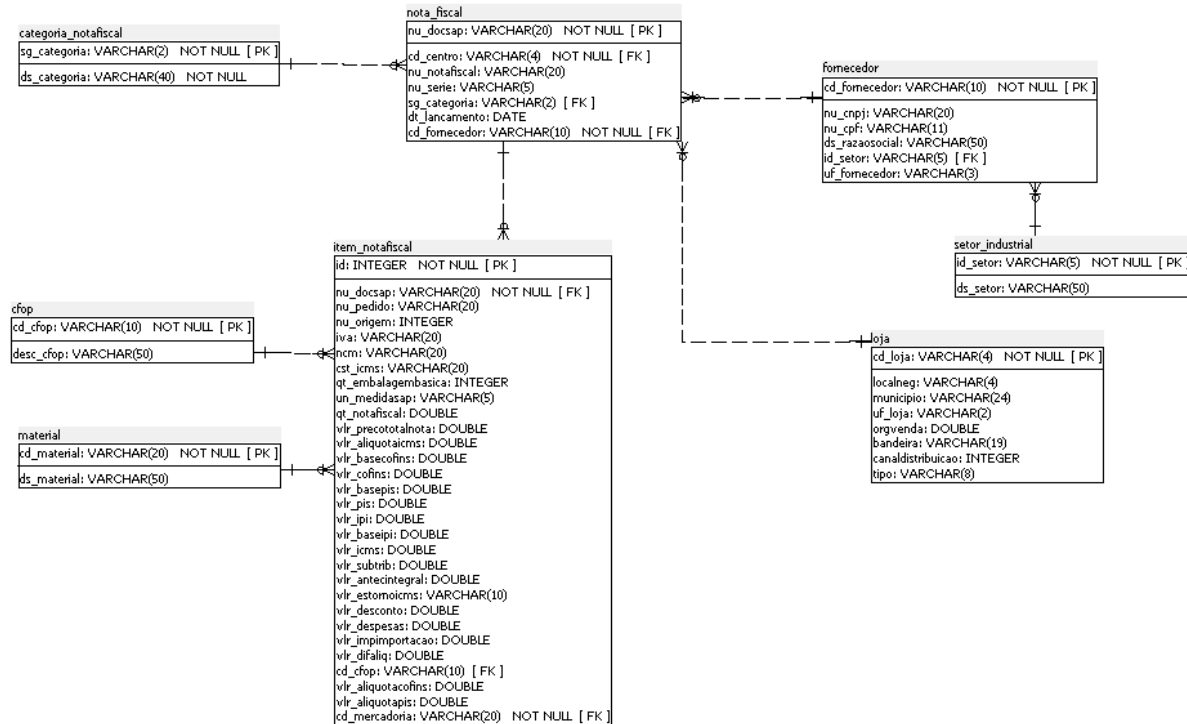 categoria_notafiscal
sg_categoria: VARCHAR(2) NOT NULL [ PK ]
ds_categoria: VARCHAR(40) NOT NULL
nota_fiscal
nu_docsap: VARCHAR(20) NOT NULL [ PK ]
cd_centro: VARCHAR(4) NOT NULL [ FK ]
nu_notafiscal: VARCHAR(20)
nu_serie: VARCHAR(5)
sg_categoria: VARCHAR(2) [ FK ]
dt_lancamento: DATE
cd_fornecedor: VARCHAR(10) NOT NULL [ FK ]
fornecedor
cd_fornecedor: VARCHAR(10) NOT NULL [ PK ]
nu_cnpj: VARCHAR(20)
nu_cpf: VARCHAR(11)
ds_razaosocial: VARCHAR(50)
id_setor: VARCHAR(5) [ FK ]
uf_fornecedor: VARCHAR(3)
setor_industrial
id_setor: VARCHAR(5) NOT NULL [ PK ]
ds_setor: VARCHAR(50)
item_notafiscal
id: INTEGER NOT NULL [ PK ]
nu_docsap: VARCHAR(20) NOT NULL [ FK ]
nu_pedido: VARCHAR(20)
nu_origem: INTEGER
iva: VARCHAR(20)
ncm: VARCHAR(20)
cst_icms: VARCHAR(20)
qt_embalagembasica: INTEGER
un_medidasap: VARCHAR(5)
qt_notafiscal: DOUBLE
vlr_precototalnota: DOUBLE
vlr_aliquotaicms: DOUBLE
vlr_basecofins: DOUBLE
vlr_cofins: DOUBLE
vlr_basepis: DOUBLE
vlr_pis: DOUBLE
vlr_ipi: DOUBLE
vlr_baseipi: DOUBLE
vlr_icms: DOUBLE
vlr_subtrib: DOUBLE
vlr_antecintegral: DOUBLE
vlr_estornoicms: VARCHAR(10)
vlr_desconto: DOUBLE
vlr_despesas: DOUBLE
vlr_impimportacao: DOUBLE
vlr_difaliq: DOUBLE
cd_cfop: VARCHAR(10) [ FK ]
vlr_aliquotacofins: DOUBLE
vlr_aliquotapis: DOUBLE
cd_mercadoria: VARCHAR(20) NOT NULL [ FK ]
cfop
cd_cfop: VARCHAR(10) NOT NULL [ PK ]
desc_cfop: VARCHAR(50)
material
cd_material: VARCHAR(20) NOT NULL [ PK ]
ds_material: VARCHAR(50)
loja
cd_loja: VARCHAR(4) NOT NULL [ PK ]
localneg: VARCHAR(4)
municipio: VARCHAR(24)
uf_loja: VARCHAR(2)
orgvenda: DOUBLE
bandeira: VARCHAR(19)
canaldistribuicao: INTEGER
tipo: VARCHAR(8)